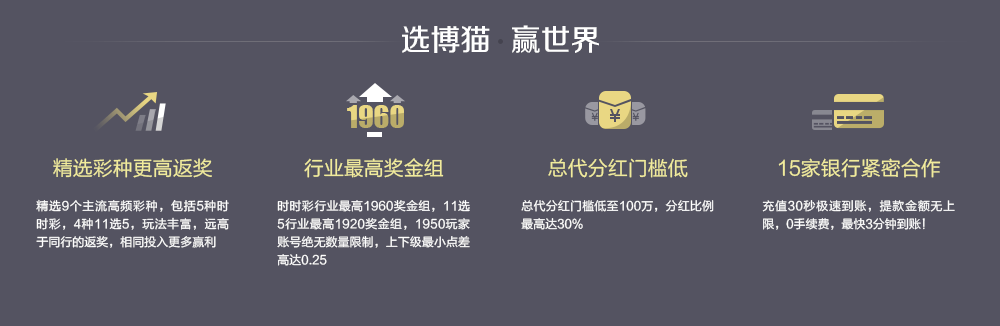 选博猫·赢世界
1960
精选彩种更高返奖
行业最高奖金组
总代分红门槛低
15家银行紧密合作
精选9个主流高频彩种，包括5种时
时彩，4种11选5，玩法丰富，远高
于同行的返奖，相同投入更多赢利
时时彩行业最高1960奖金组，11选
5行业最高1920奖金组，1950玩家
账号绝无数量限制，上下级最小点差
高达0.25
总代分红门槛低至100万，分红比例
最高达30%
充值30秒极速到账，提款金额无上
限，0手续费，最快3分钟到账！